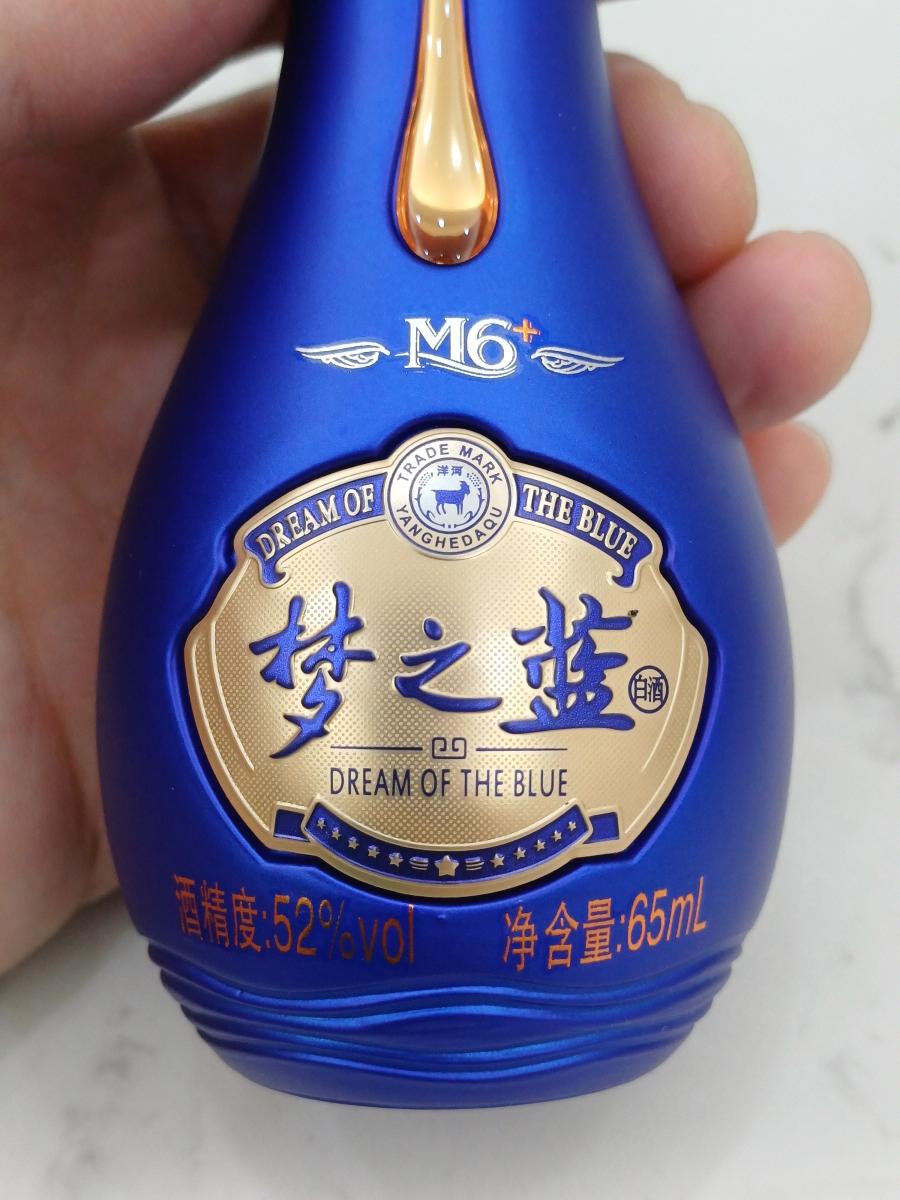 M6+
TRADE MARK
洋河
YANGHEDAQU
DREAM OF THE BLUE
梦之蓝
白酒
DREAM OF THE BLUE
酒精度:52%vol 净含量:65mL